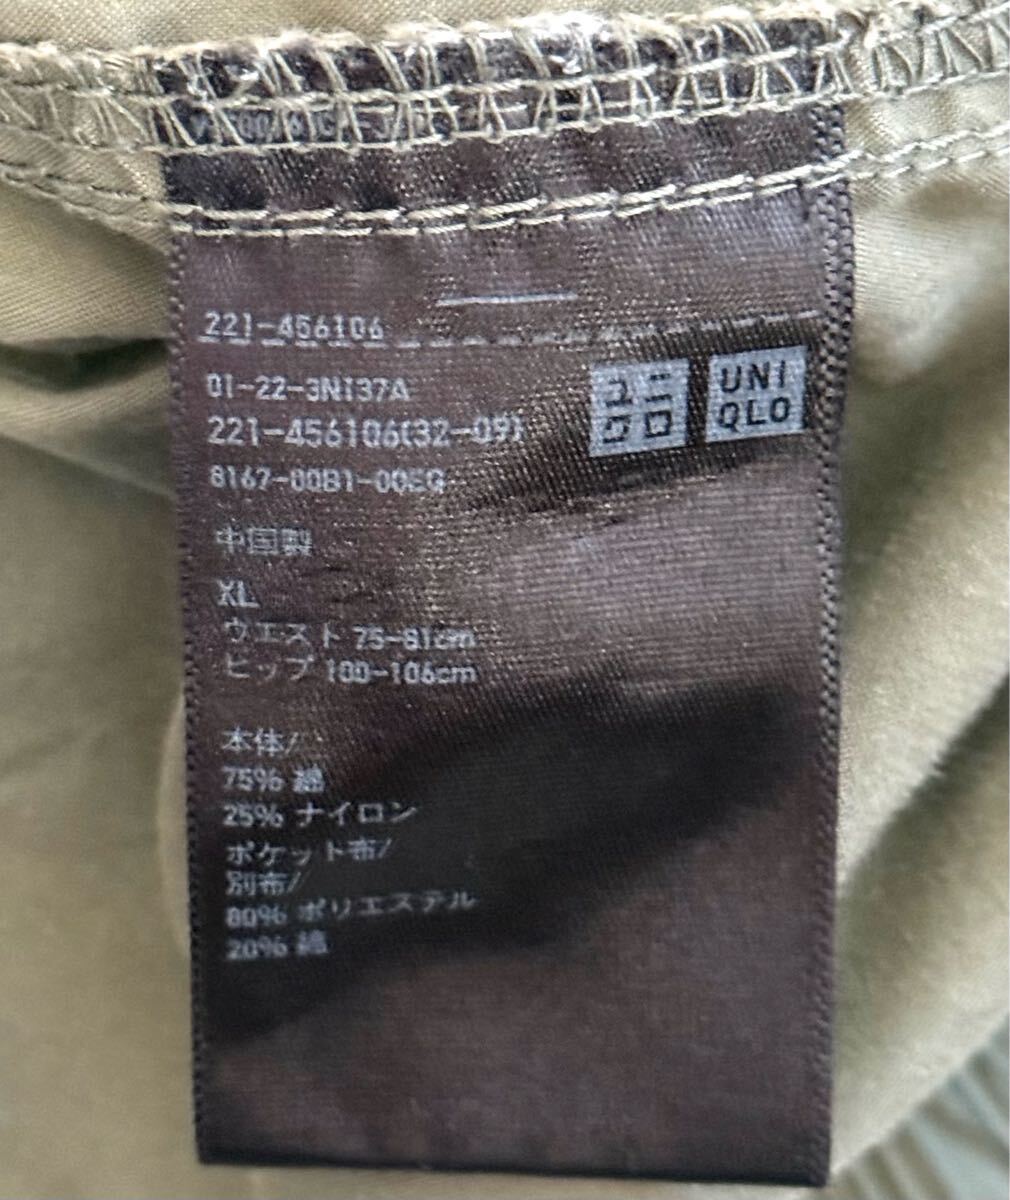 221-456106
01-22-3N137A
221-456106(32-09)
8167-00B1-00EG
ユニ
クロ
UNI
QLO
中国製
XL
ウエスト 75-81cm
ヒップ 100-106cm
本体/
75% 綿
25% ナイロン
ポケット布/
別布/
80% ポリエステル
20% 綿